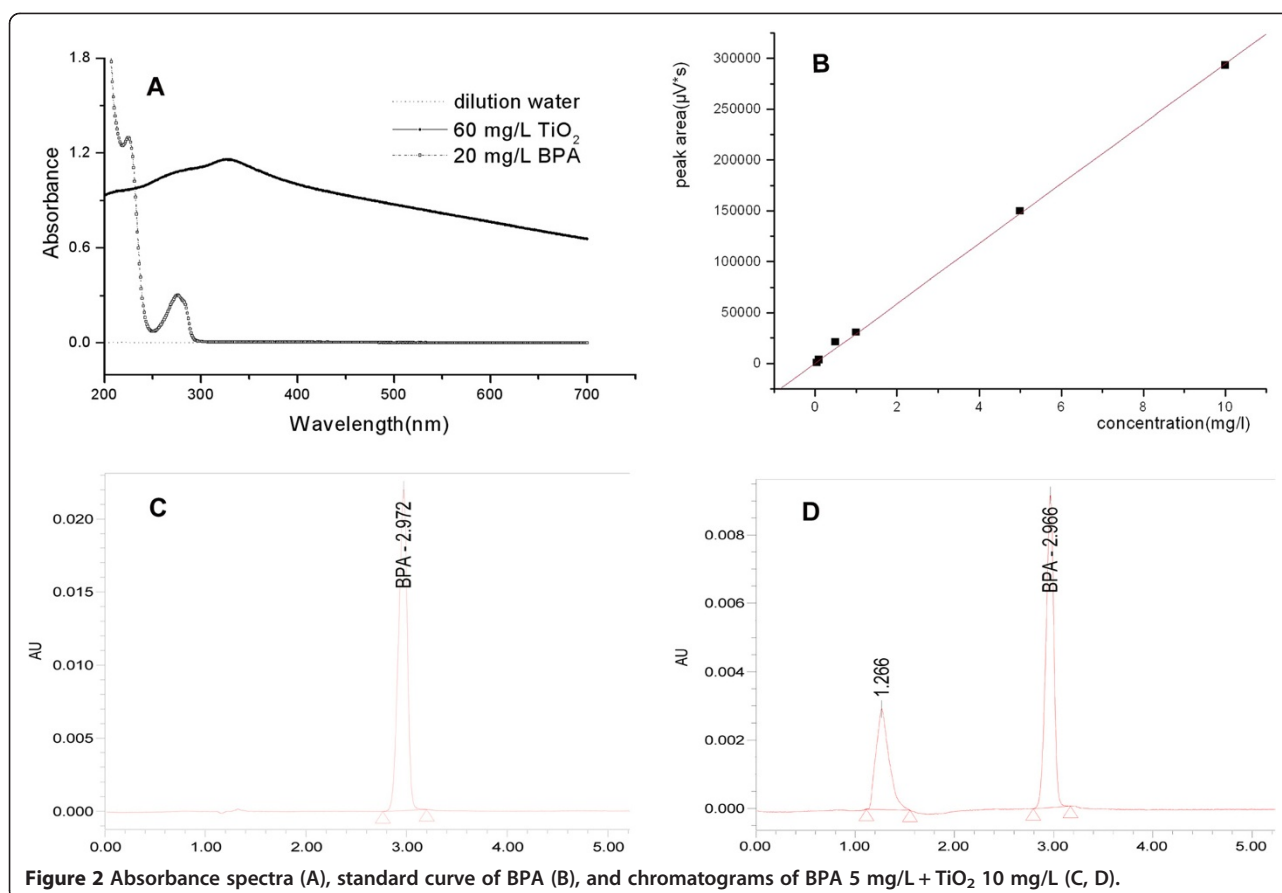 A
1.8
1.2
0.6
0.0
Absorbance
dilution water
60 mg/L TiO₂
20 mg/L BPA
200 300 400 500 600 700
Wavelength(nm)
B
300000
250000
200000
150000
100000
50000
0
peak area(μV*s)
0 2 4 6 8 10
concentration(mg/l)
C
0.020
0.015
0.010
0.005
0.000
AU
BPA - 2.972
0.00 1.00 2.00 3.00 4.00 5.00
D
0.008
0.006
0.004
0.002
0.000
AU
1.266
BPA - 2.966
0.00 1.00 2.00 3.00 4.00 5.00
Figure 2 Absorbance spectra (A), standard curve of BPA (B), and chromatograms of BPA 5 mg/L + TiO₂ 10 mg/L (C, D).